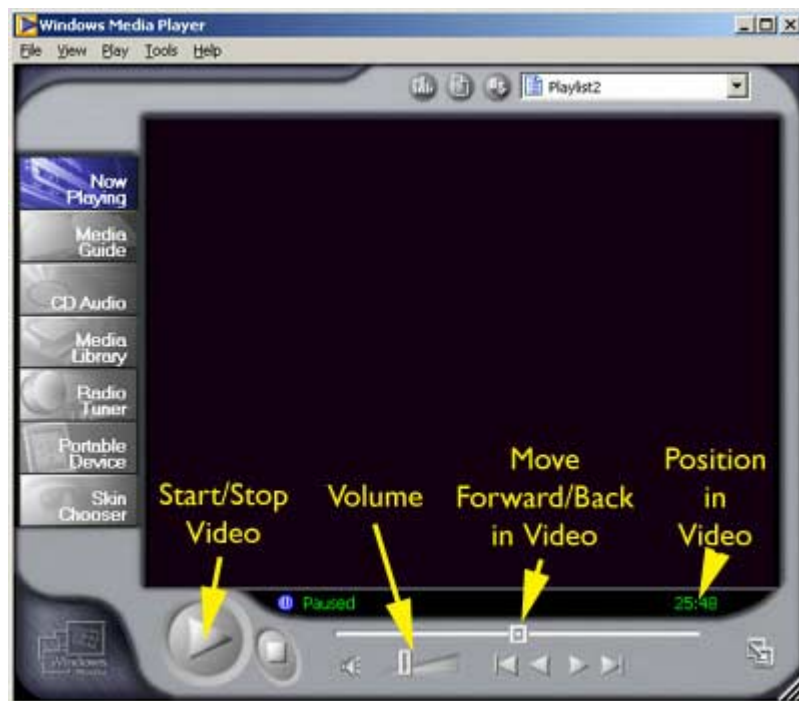 Windows Media Player
File View Play Tools Help
Playlist2
Now
Playing
Media
Guide
CD Audio
Media
Library
Radio
Tuner
Portable
Device
Skin
Chooser
Start/Stop
Video
Volume
Move
Forward/Back
in Video
Position
in
Video
Paused
25:48
Windows
Media